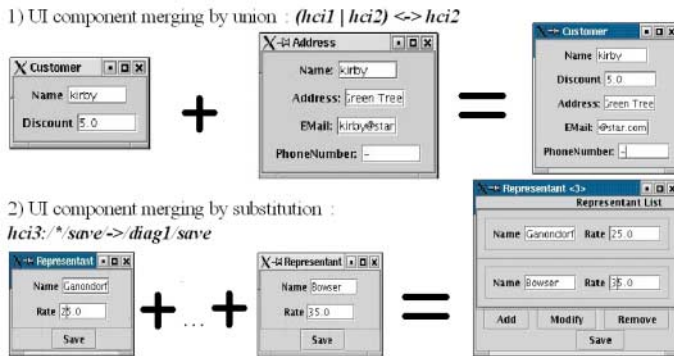 1) UI component merging by union : (hci1 | hci2) <-> hci2
X Customer
Name kirby
Discount 5.0
+
X Address
Name: kirby
Address: Green Tree
EMail: kirby@star
PhoneNumber: -
=
X Customer
Name kirby
Discount 5.0
Address: Green Tree
EMail: @star.com
PhoneNumber: -
2) UI component merging by substitution :
hci3:/*/save/->/diag1/save
X Representant
Name Ganondorf
Rate 25.0
Save
+ ... +
X Representant
Name Bowser
Rate 35.0
Save
=
X Representant <3>
Representant List
Name Ganondorf Rate 25.0
Name Bowser Rate 35.0
Add Modify Remove
Save